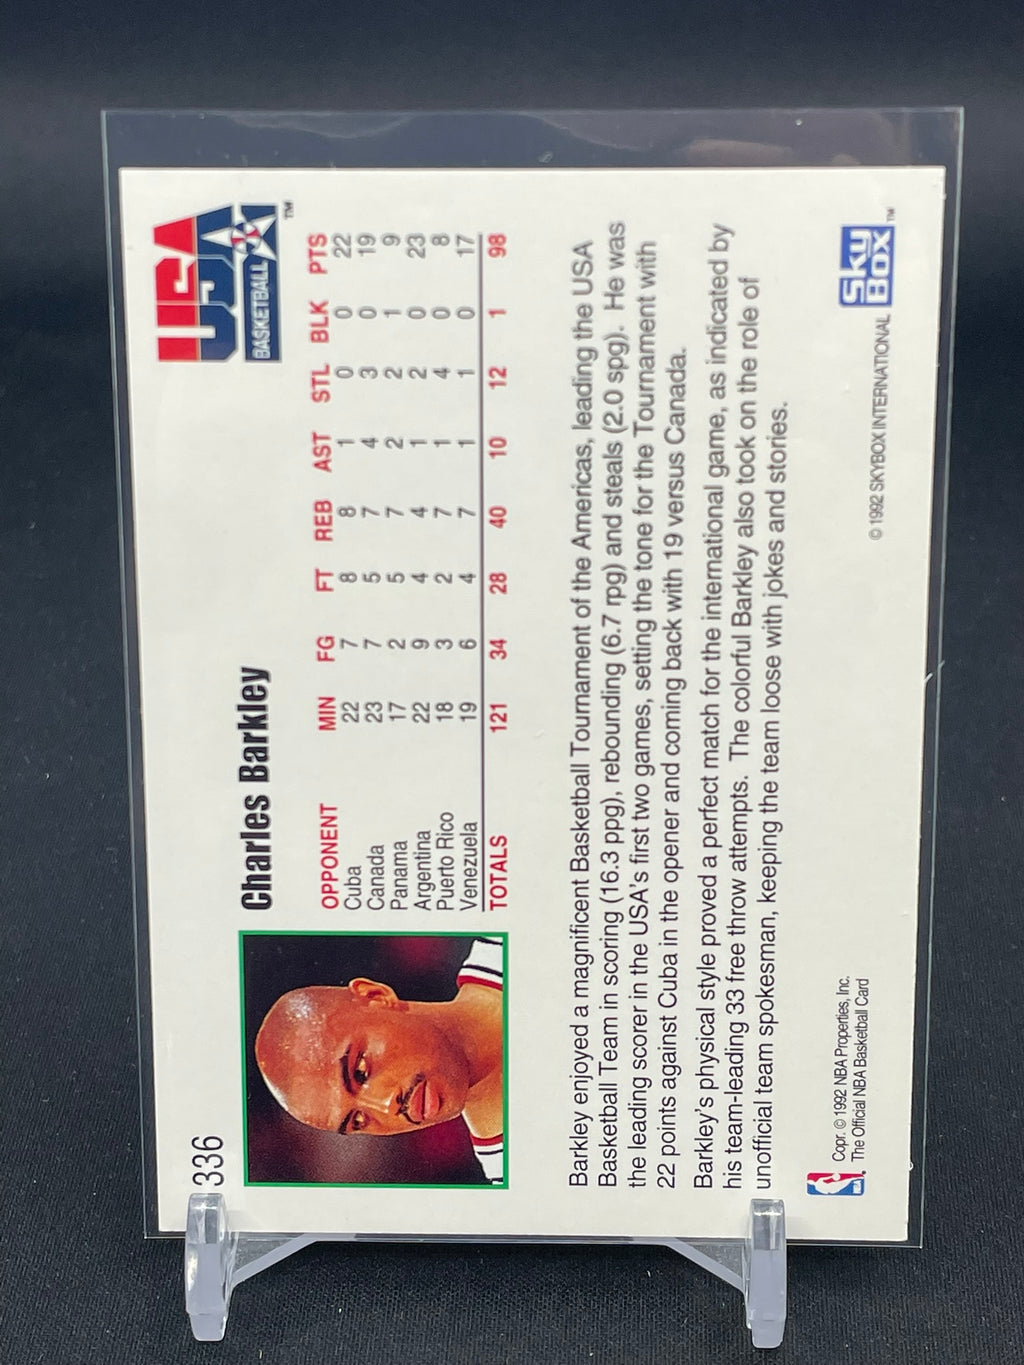 336
Charles Barkley
USA
BASKETBALL
TM
OPPONENT MIN FG FT REB AST STL BLK PTS
Cuba 22 7 8 8 1 0 0 22
Canada 23 7 5 7 4 3 0 19
Panama 17 2 5 7 2 2 1 9
Argentina 22 9 4 4 1 2 0 23
Puerto Rico 18 3 2 7 1 4 0 8
Venezuela 19 6 4 7 1 1 0 17
TOTALS 121 34 28 40 10 12 1 98
Barkley enjoyed a magnificent Basketball Tournament of the Americas, leading the USA
Basketball Team in scoring (16.3 ppg), rebounding (6.7 rpg) and steals (2.0 spg). He was
the leading scorer in the USA's first two games, setting the tone for the Tournament with
22 points against Cuba in the opener and coming back with 19 versus Canada.
Barkley's physical style proved a perfect match for the international game, as indicated by
his team-leading 33 free throw attempts. The colorful Barkley also took on the role of
unofficial team spokesman, keeping the team loose with jokes and stories.
NBA
Copr. © 1992 NBA Properties, Inc.
The Official NBA Basketball Card
© 1992 SKYBOX INTERNATIONAL
Sky
Box
TM